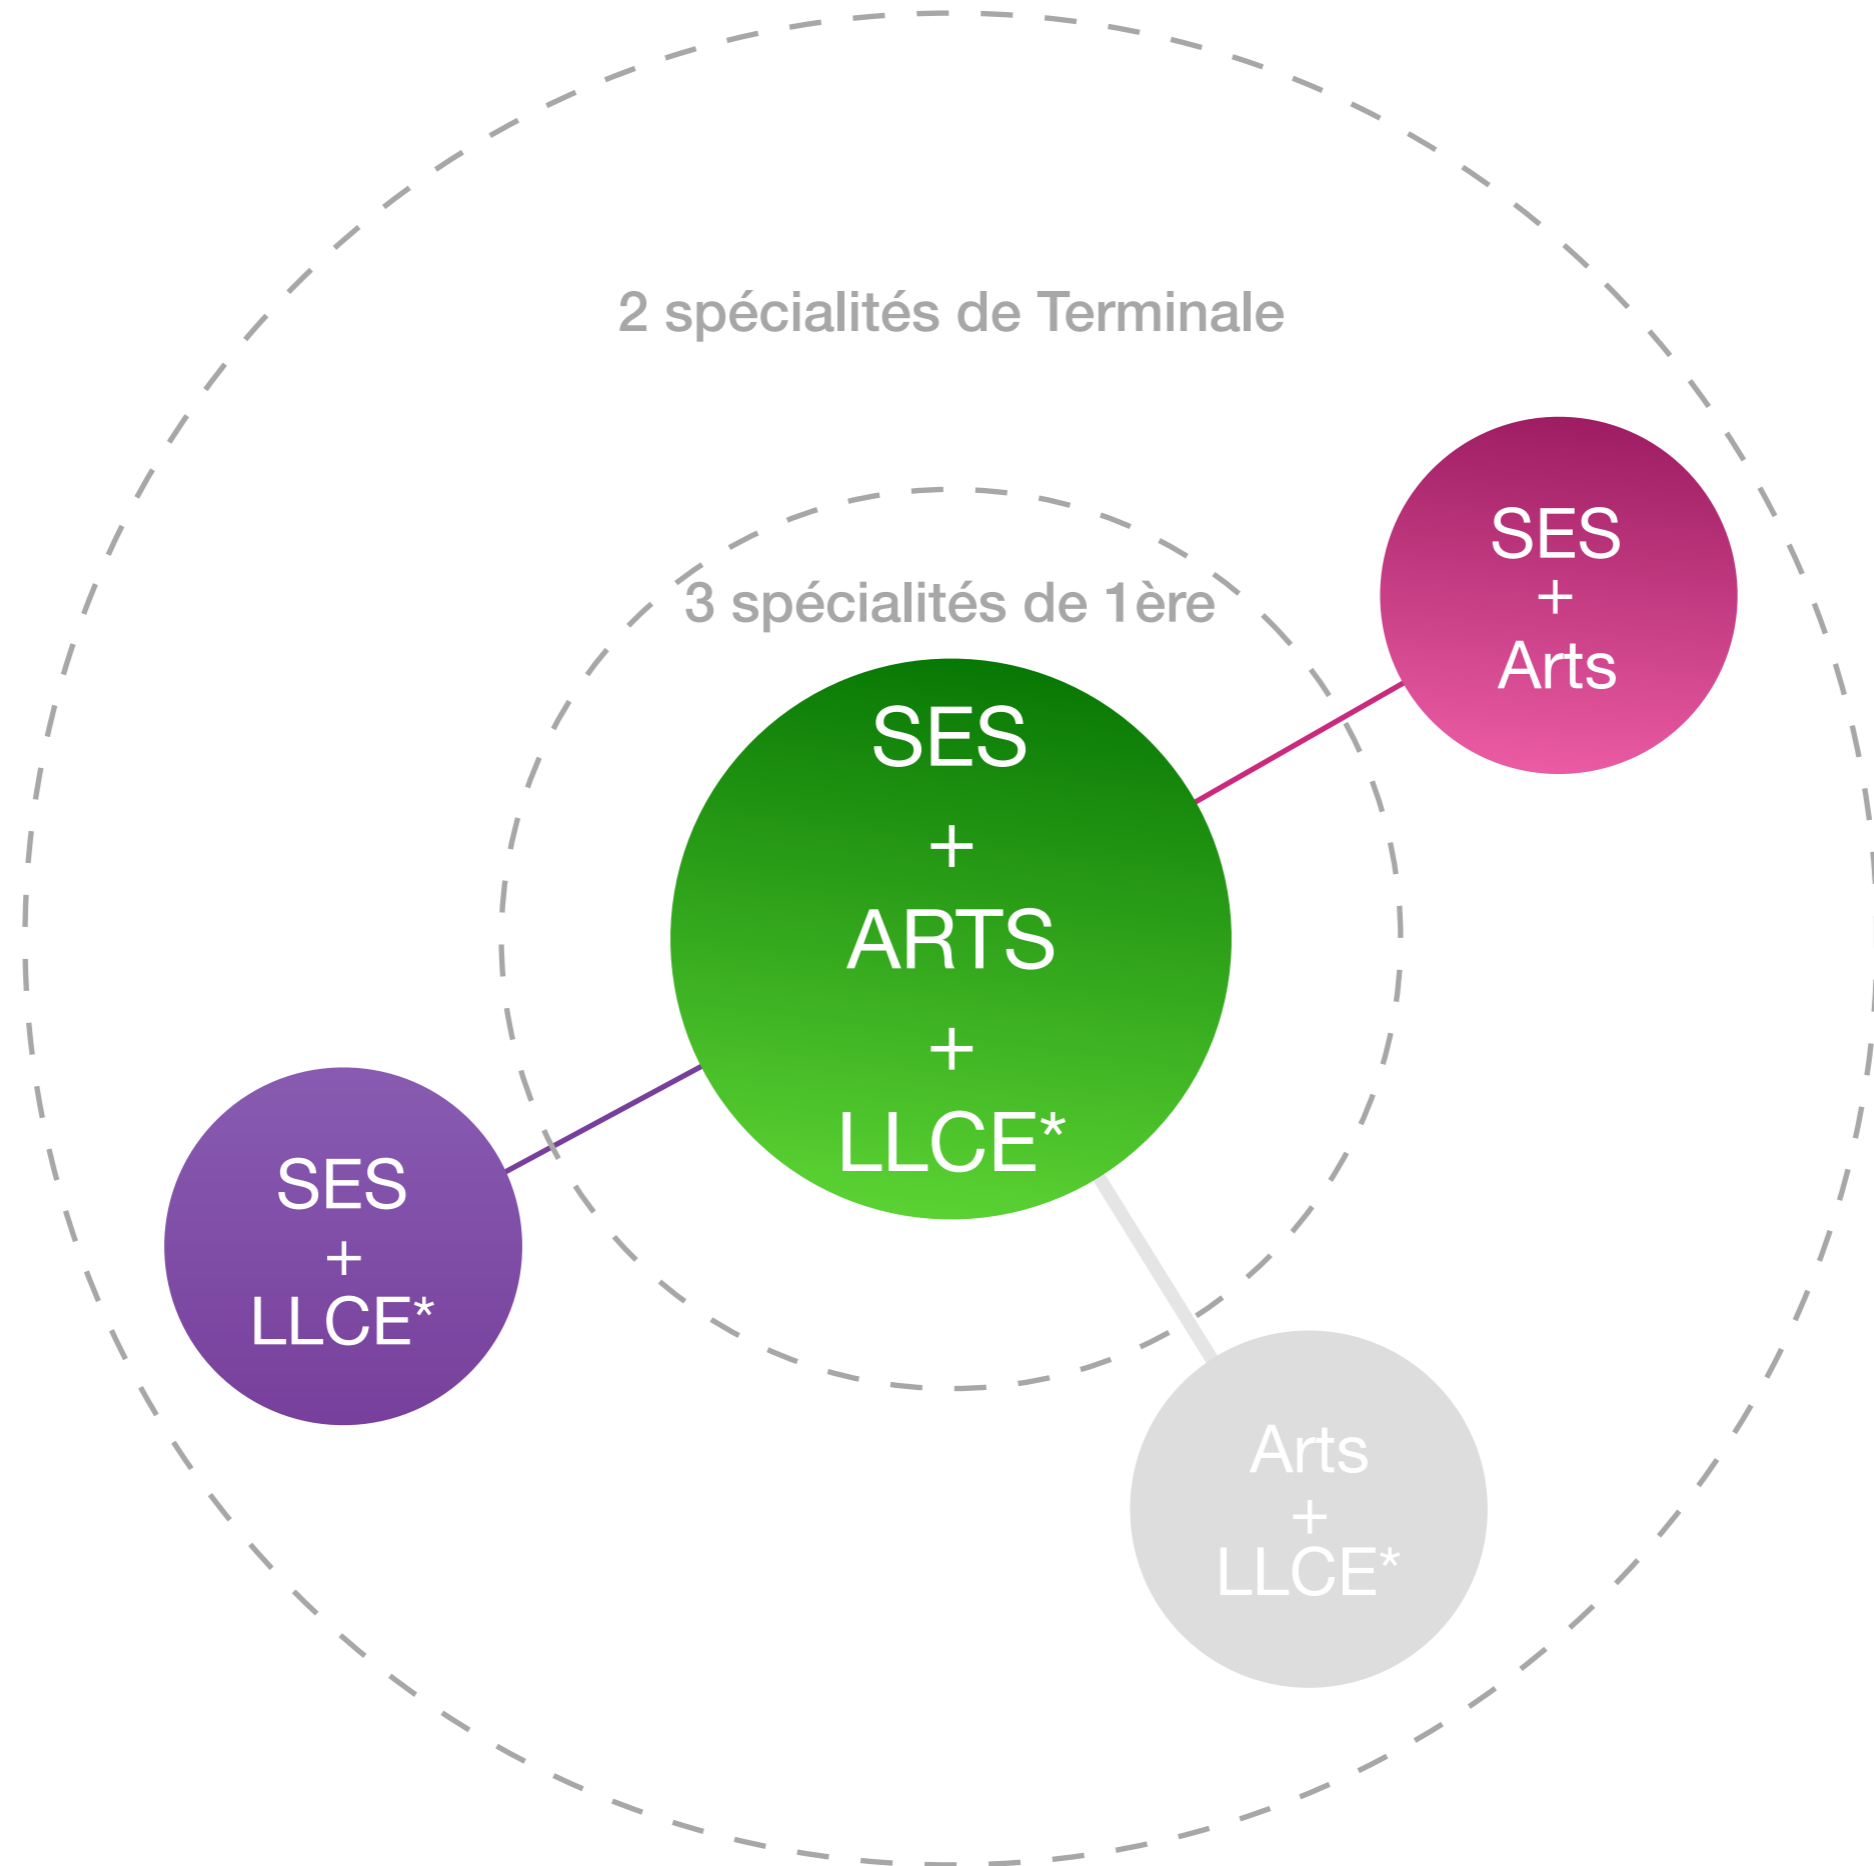 2 spécialités de Terminale
SES
+
Arts
3 spécialités de 1ère
SES
+
ARTS
+
LLCE*
SES
+
LLCE*
Arts
+
LLCE*